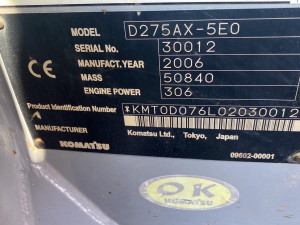 MODEL D275AX-5E0
SERIAL No. 30012
MANUFACT.YEAR 2006
MASS 50840
ENGINE POWER 306
CE
Product Identification Number *KMT0D076L02030012
Komatsu Ltd., Tokyo, Japan
KOMATSU
09602-00001
OK
KOMATSU